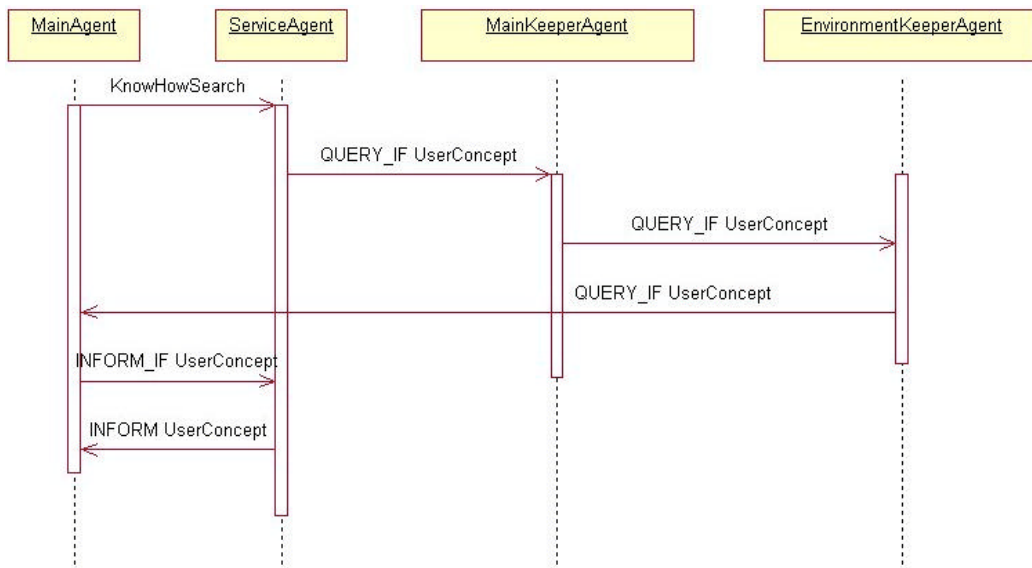 MainAgent
ServiceAgent
MainKeeperAgent
EnvironmentKeeperAgent
KnowHowSearch
QUERY_IF UserConcept
QUERY_IF UserConcept
QUERY_IF UserConcept
INFORM_IF UserConcept
INFORM UserConcept